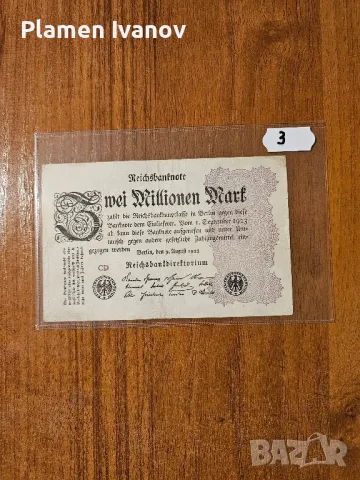 Plamen Ivanov
3
Reichsbanknote
Zwei Millionen Mark
zahlt die Reichsbankhauptkasse in Berlin gegen diese
Banknote dem Einlieferer. Vom 1. September 1923
ab kann diese Banknote aufgerufen und unter Um-
tausch gegen andere gesetzliche Zahlungsmittel ein-
gezogen werden
Berlin, den 9. August 1923
Reichsbankdirektorium
CD
BAZAR